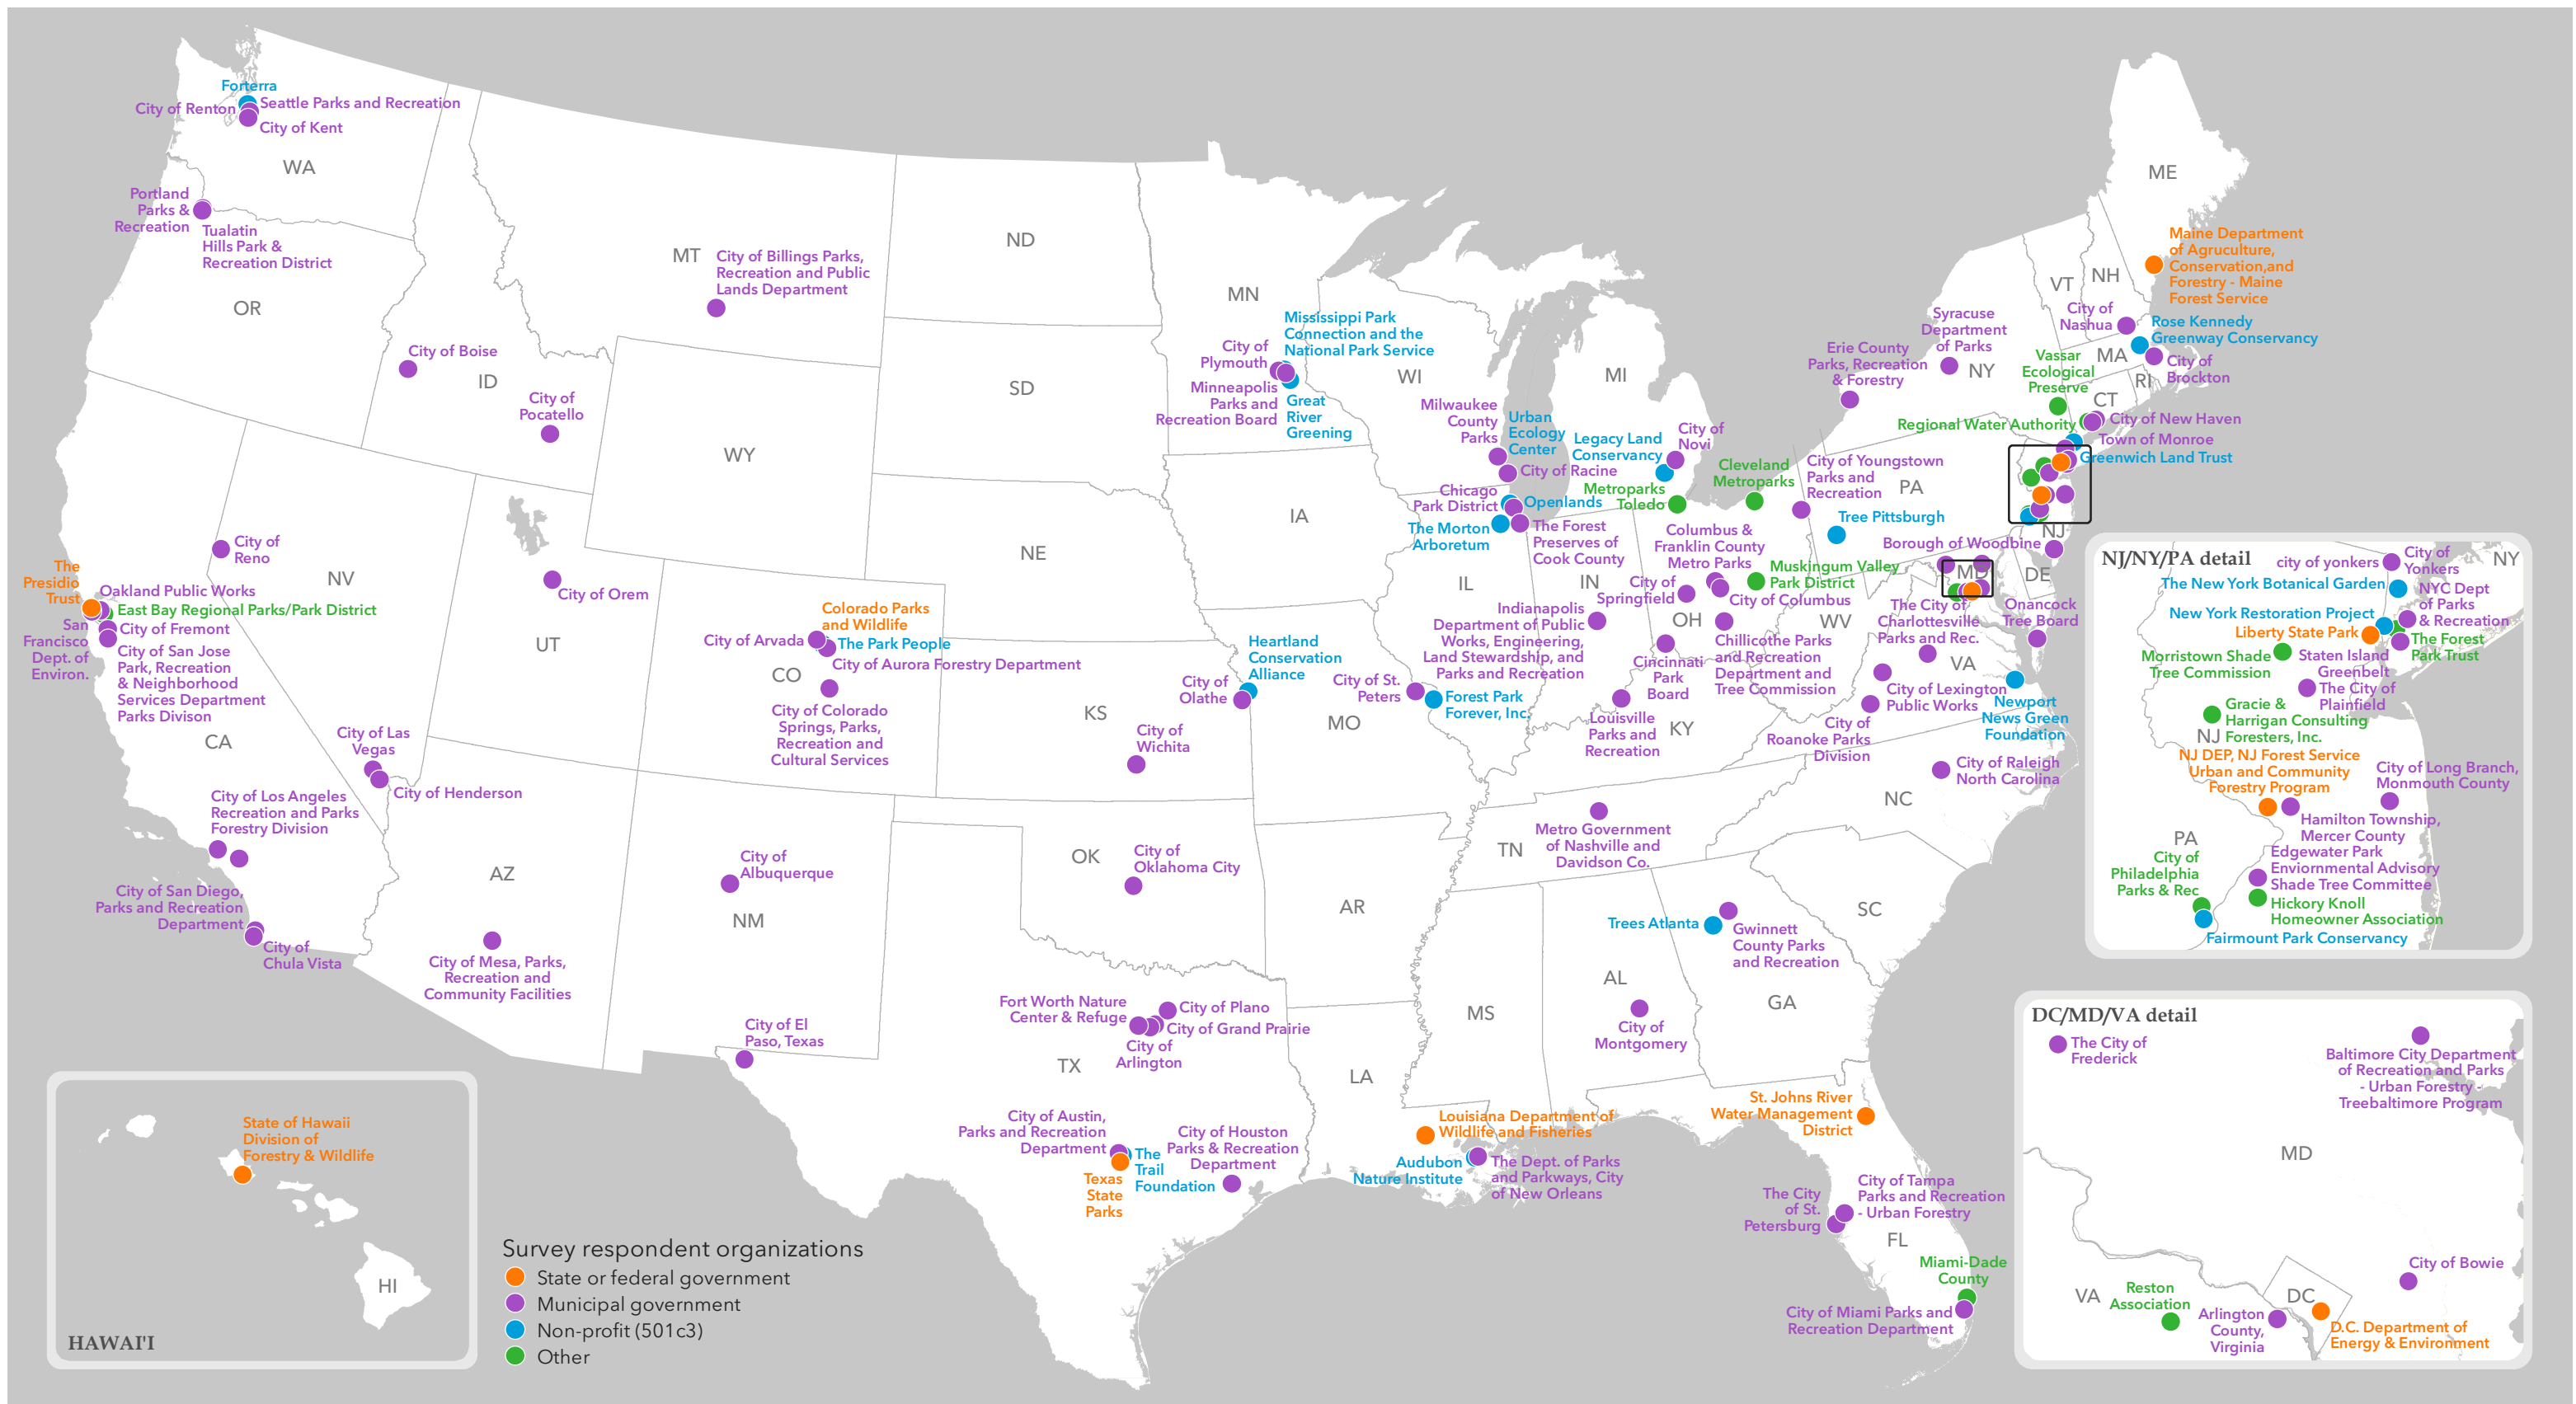 Forterra
Seattle Parks and Recreation
City of Renton
City of Kent
WA
Portland
Parks &
Recreation
Tualatin
Hills Park &
Recreation District
OR
MT
City of Billings Parks,
Recreation and Public
Lands Department
City of Boise
ID
City of
Pocatello
ND
SD
WY
NE
MN
Mississippi Park
Connection and the
National Park Service
City of
Plymouth
Minneapolis
Parks and
Recreation Board
Great
River
Greening
WI
MI
IA
Milwaukee
County
Parks
Urban
Ecology
Center
City of Racine
Legacy Land
Conservancy
City of
Novi
Chicago
Park District
Openlands
The Morton
Arboretum
The Forest
Preserves of
Cook County
Metroparks
Toledo
Cleveland
Metroparks
City of Youngstown
Parks and
Recreation
PA
Tree Pittsburgh
Columbus &
Franklin County
Metro Parks
Muskingum Valley
Park District
City of
Springfield
City of Columbus
OH
IL
IN
Indianapolis
Department of Public
Works, Engineering,
Land Stewardship, and
Parks and Recreation
Cincinnati
Park
Board
Chillicothe Parks
and Recreation
Department and
Tree Commission
Louisville
Parks and
Recreation
KY
WV
ME
Maine Department
of Agruculture,
Conservation,and
Forestry - Maine
Forest Service
VT
NH
City of
Nashua
Rose Kennedy
Greenway Conservancy
MA
City of
Brockton
RI
CT
Syracuse
Department
of Parks
NY
Erie County
Parks, Recreation
& Forestry
Vassar
Ecological
Preserve
Regional Water Authority
City of New Haven
Town of Monroe
Greenwich Land Trust
NJ
Borough of Woodbine
MD
DE
The City of
Charlottesville
Parks and Rec.
Onancock
Tree Board
VA
City of Lexington
Public Works
Newport
News Green
Foundation
City of
Roanoke Parks
Division
City of Raleigh
North Carolina
NC
Metro Government
of Nashville and
Davidson Co.
TN
SC
Trees Atlanta
Gwinnett
County Parks
and Recreation
GA
AL
City of
Montgomery
MS
AR
LA
City of
Reno
NV
UT
City of Orem
The
Presidio
Trust
Oakland Public Works
East Bay Regional Parks/Park District
San
Francisco
Dept. of
Environ.
City of Fremont
City of San Jose
Park, Recreation
& Neighborhood
Services Department
Parks Divison
CA
City of Las
Vegas
City of Henderson
City of Los Angeles
Recreation and Parks
Forestry Division
City of San Diego,
Parks and Recreation
Department
City of
Chula Vista
AZ
City of Mesa, Parks,
Recreation and
Community Facilities
Colorado Parks
and Wildlife
City of Arvada
The Park People
City of Aurora Forestry Department
CO
City of Colorado
Springs, Parks,
Recreation and
Cultural Services
KS
City of
Wichita
City of
Olathe
Heartland
Conservation
Alliance
City of St.
Peters
Forest Park
Forever, Inc.
MO
City of
Albuquerque
NM
OK
City of
Oklahoma City
City of El
Paso, Texas
TX
Fort Worth Nature
Center & Refuge
City of Plano
City of Grand Prairie
City of
Arlington
City of Austin,
Parks and Recreation
Department
The
Trail
Foundation
Texas
State
Parks
City of Houston
Parks & Recreation
Department
Louisiana Department of
Wildlife and Fisheries
Audubon
Nature Institute
The Dept. of Parks
and Parkways, City
of New Orleans
St. Johns River
Water Management
District
The City
of St.
Petersburg
City of Tampa
Parks and Recreation
- Urban Forestry
FL
Miami-Dade
County
City of Miami Parks and
Recreation Department
State of Hawaii
Division of
Forestry & Wildlife
HI
HAWAI'I
Survey respondent organizations
State or federal government
Municipal government
Non-profit (501c3)
Other
NJ/NY/PA detail
city of yonkers
City of
Yonkers
NY
The New York Botanical Garden
NYC Dept
of Parks
& Recreation
New York Restoration Project
Liberty State Park
The Forest
Park Trust
Morristown Shade
Tree Commission
Staten Island
Greenbelt
The City of
Plainfield
Gracie &
Harrigan Consulting
Foresters, Inc.
NJ
NJ DEP, NJ Forest Service
Urban and Community
Forestry Program
City of Long Branch,
Monmouth County
Hamilton Township,
Mercer County
PA
Edgewater Park
Enviornmental Advisory
Shade Tree Committee
City of
Philadelphia
Parks & Rec
Hickory Knoll
Homeowner Association
Fairmount Park Conservancy
DC/MD/VA detail
The City of
Frederick
Baltimore City Department
of Recreation and Parks
- Urban Forestry -
Treebaltimore Program
MD
City of Bowie
VA
Reston
Association
Arlington
County,
Virginia
DC
D.C. Department of
Energy & Environment